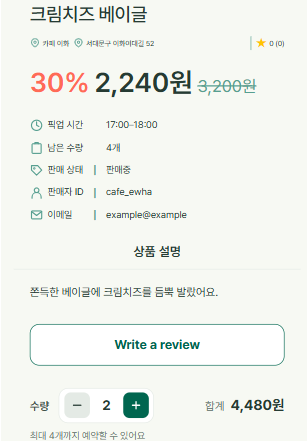 크림치즈 베이글
카페 이화 서대문구 이화여대길 52 ★ 0 (0)
30% 2,240원 3,200원
픽업 시간 17:00–18:00
남은 수량 4개
판매 상태 | 판매중
판매자 ID | cafe_ewha
이메일 | example@example.com
상품 설명
쫀득한 베이글에 크림치즈를 듬뿍 발랐어요.
Write a review
수량 − 2 + 합계 4,480원
최대 4개까지 예약할 수 있어요